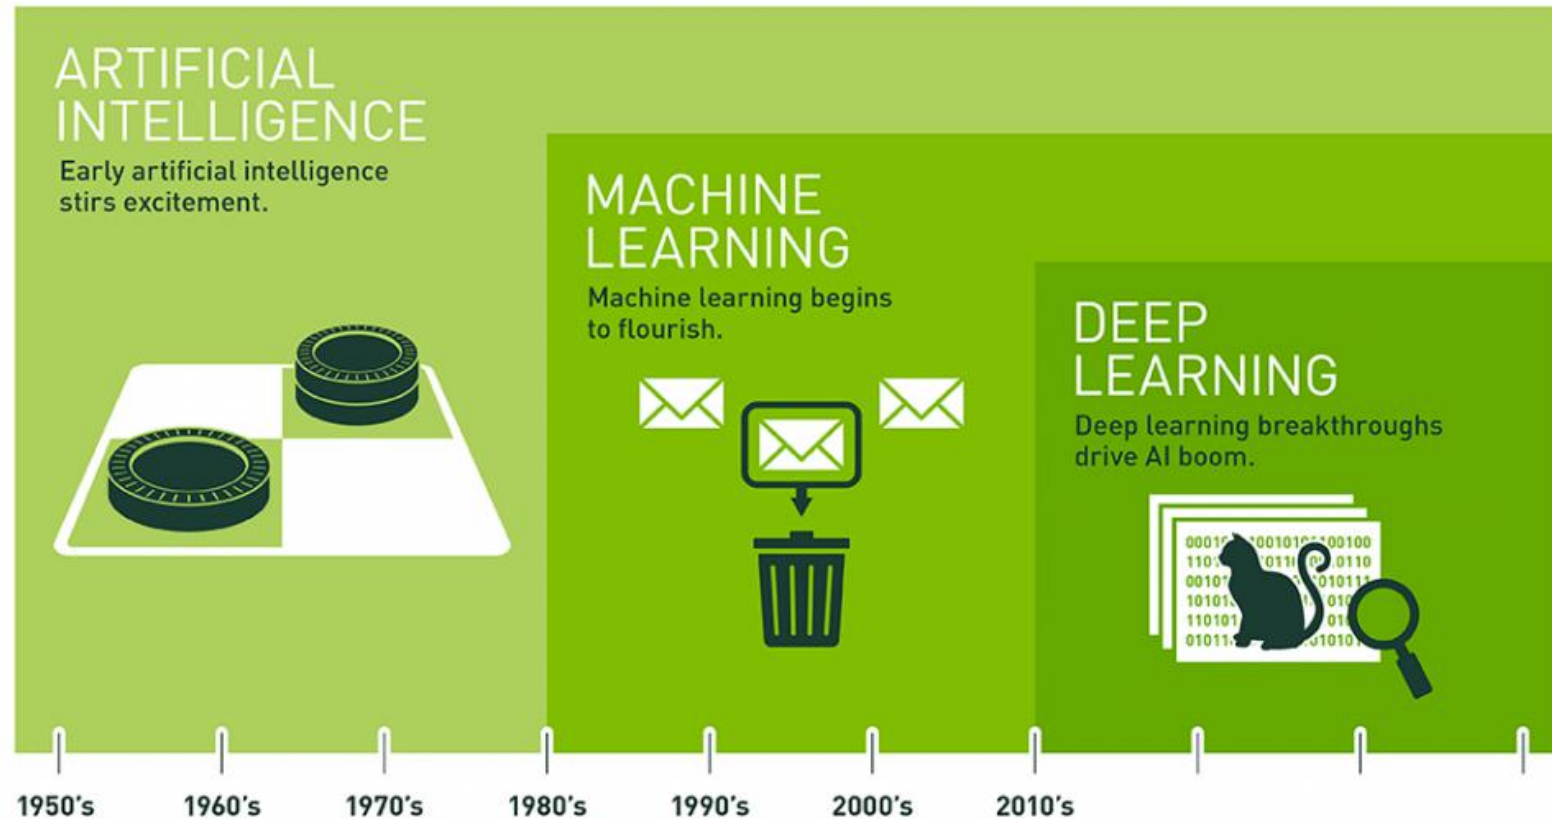 ARTIFICIAL
INTELLIGENCE
Early artificial intelligence
stirs excitement.
MACHINE
LEARNING
Machine learning begins
to flourish.
DEEP
LEARNING
Deep learning breakthroughs
drive AI boom.
1950's 1960's 1970's 1980's 1990's 2000's 2010's